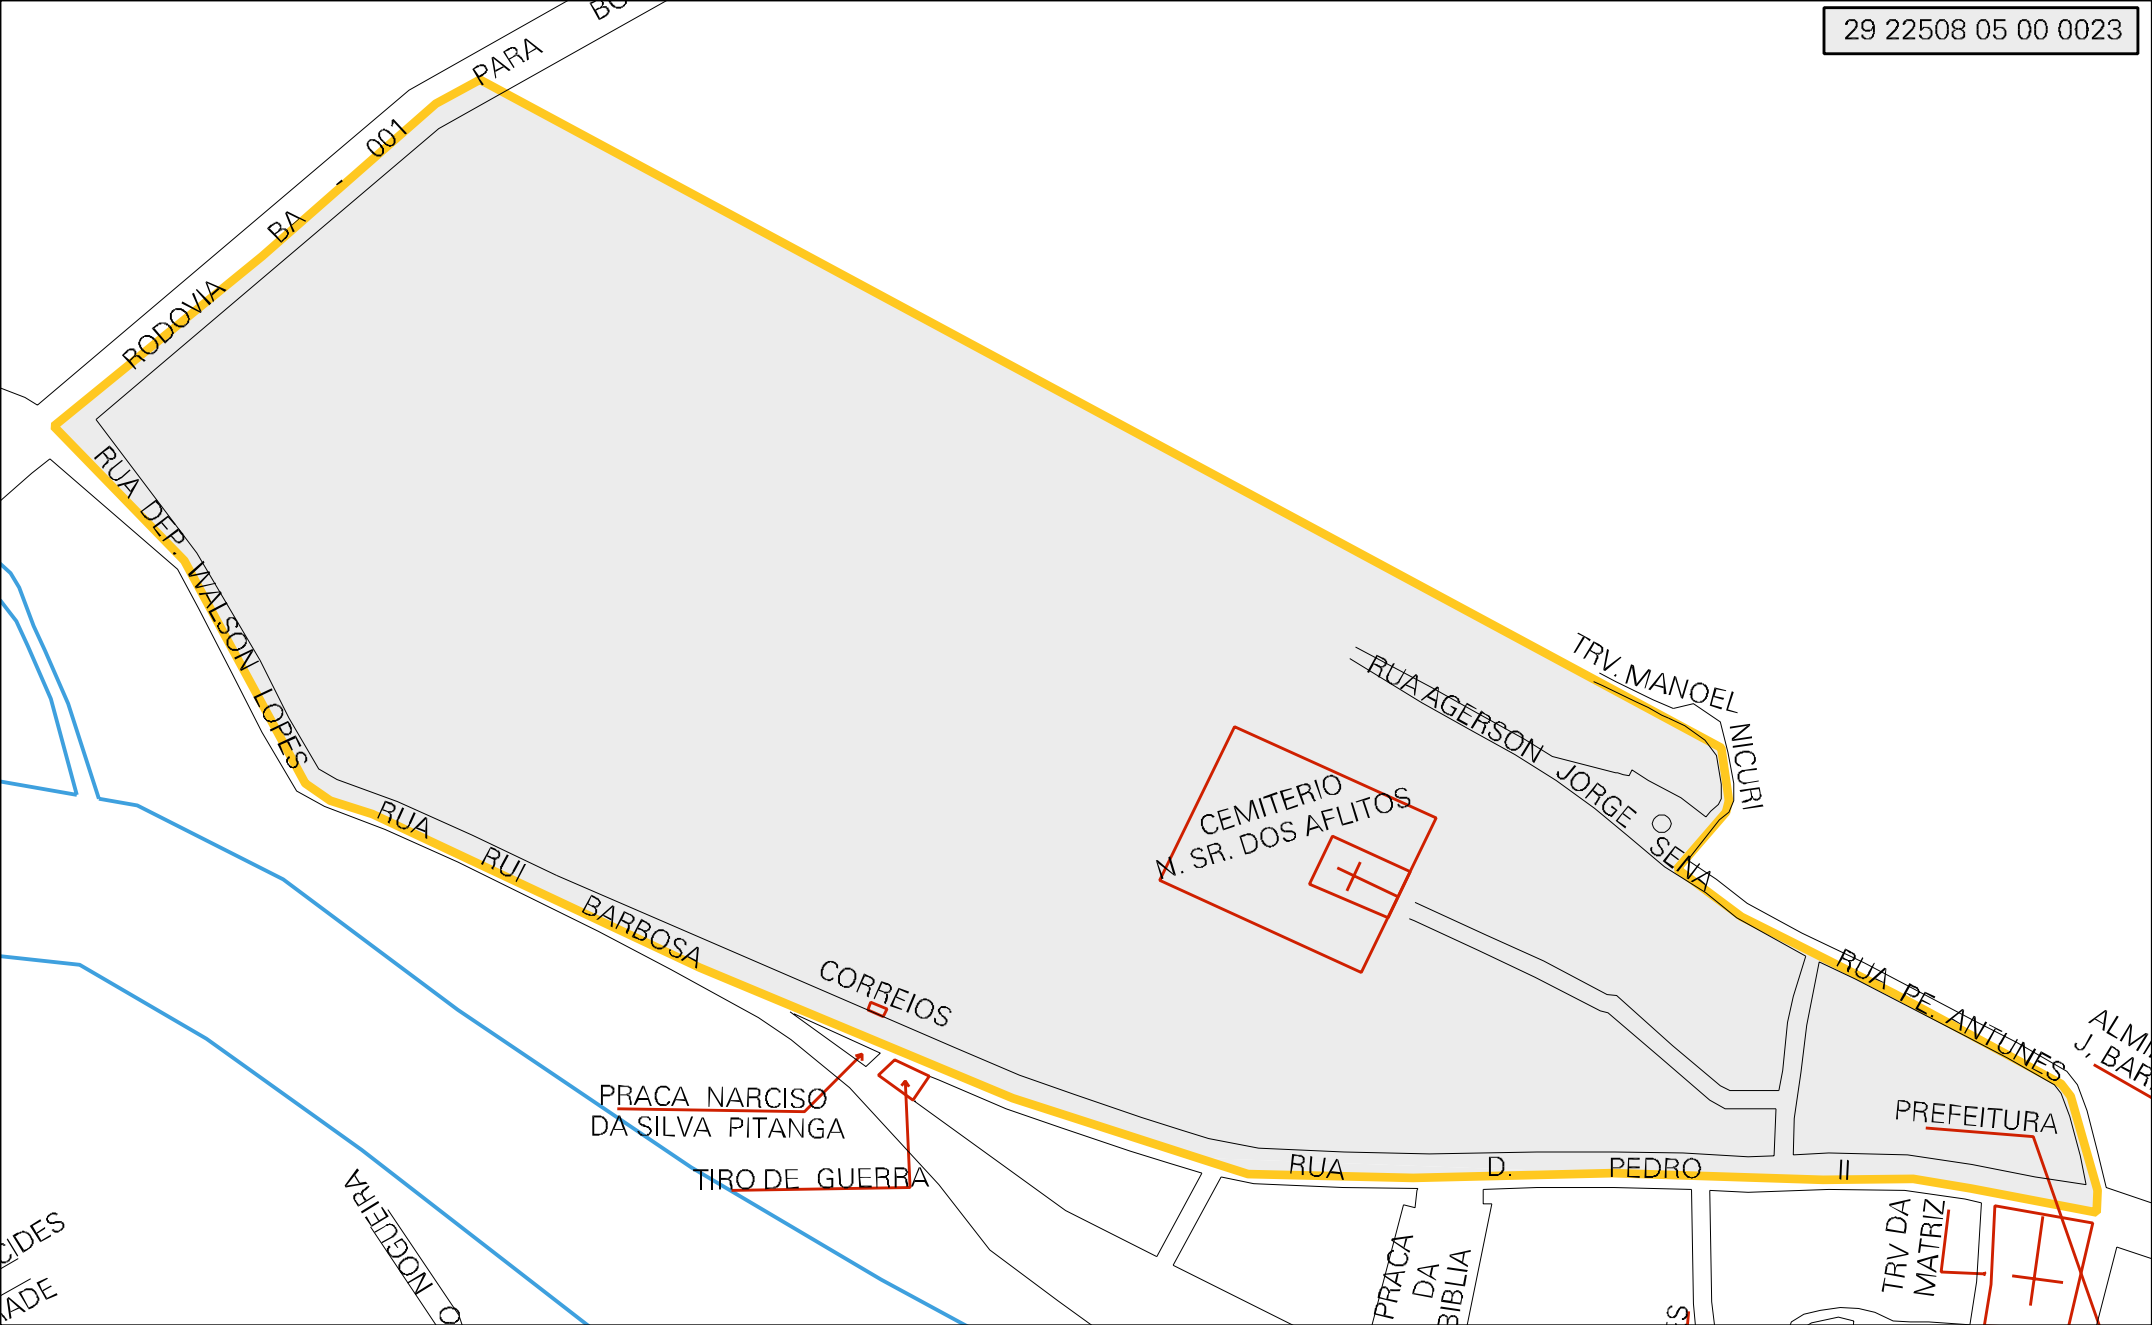 29 22508 05 00 0023
PARA
RODOVIA BA - 001
RUA DEP. WALSON LOPES
TRV. MANOEL NICURI
RUA AGERSON JORGE SENA
CEMITERIO
N. SR. DOS AFLITOS
RUA RUI BARBOSA
CORREIOS
RUA PE. ANTUNES
PRACA NARCISO
DA SILVA PITANGA
TIRO DE GUERRA
PREFEITURA
RUA D. PEDRO II
TRV DA
MATRIZ
PRACA
DA
BIBLIA
NOGUEIRA